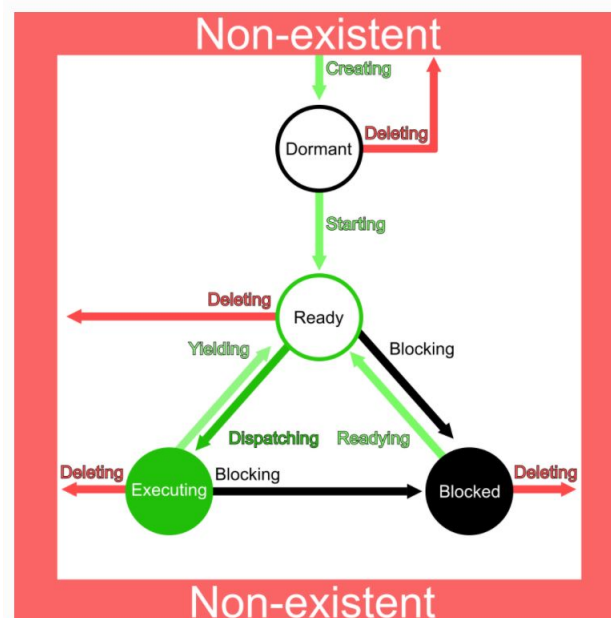 Non-existent
Creating
Deleting
Dormant
Starting
Deleting
Ready
Yielding
Blocking
Dispatching
Readying
Deleting
Executing
Blocking
Blocked
Deleting
Non-existent